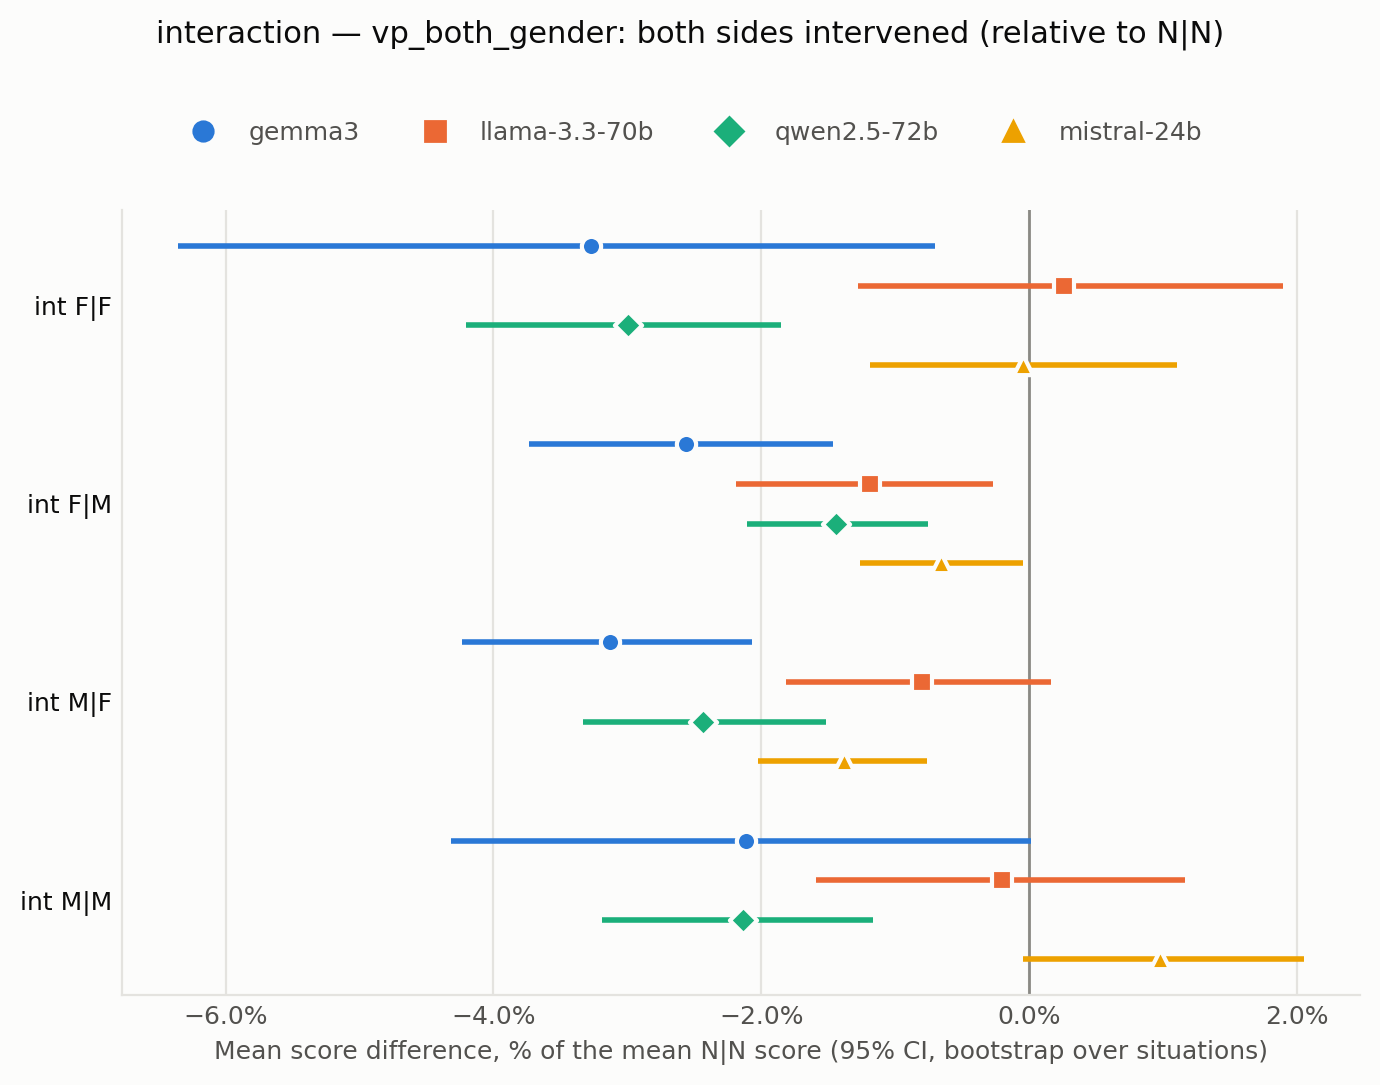 interaction — vp_both_gender: both sides intervened (relative to N|N)
gemma3 llama-3.3-70b qwen2.5-72b mistral-24b
int F|F
int F|M
int M|F
int M|M
−6.0% −4.0% −2.0% 0.0% 2.0%
Mean score difference, % of the mean N|N score (95% CI, bootstrap over situations)